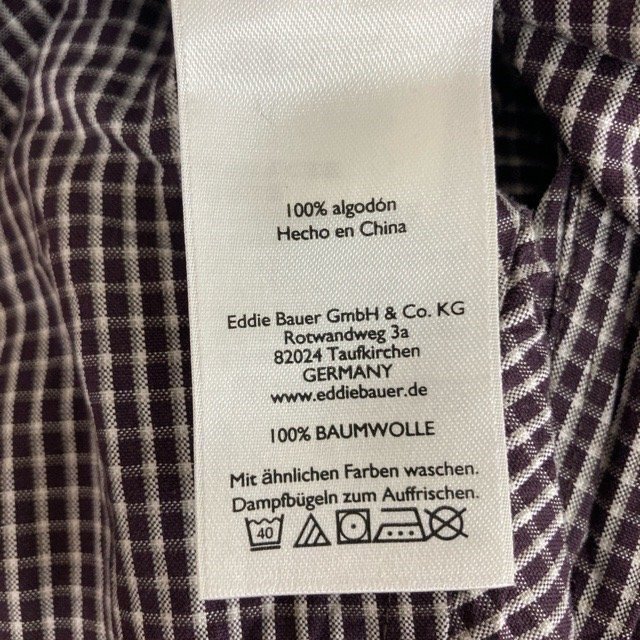 100% algodón
Hecho en China
Eddie Bauer GmbH & Co. KG
Rotwandweg 3a
82024 Taufkirchen
GERMANY
www.eddiebauer.de
100% BAUMWOLLE
Mit ähnlichen Farben waschen.
Dampfbügeln zum Auffrischen.
40